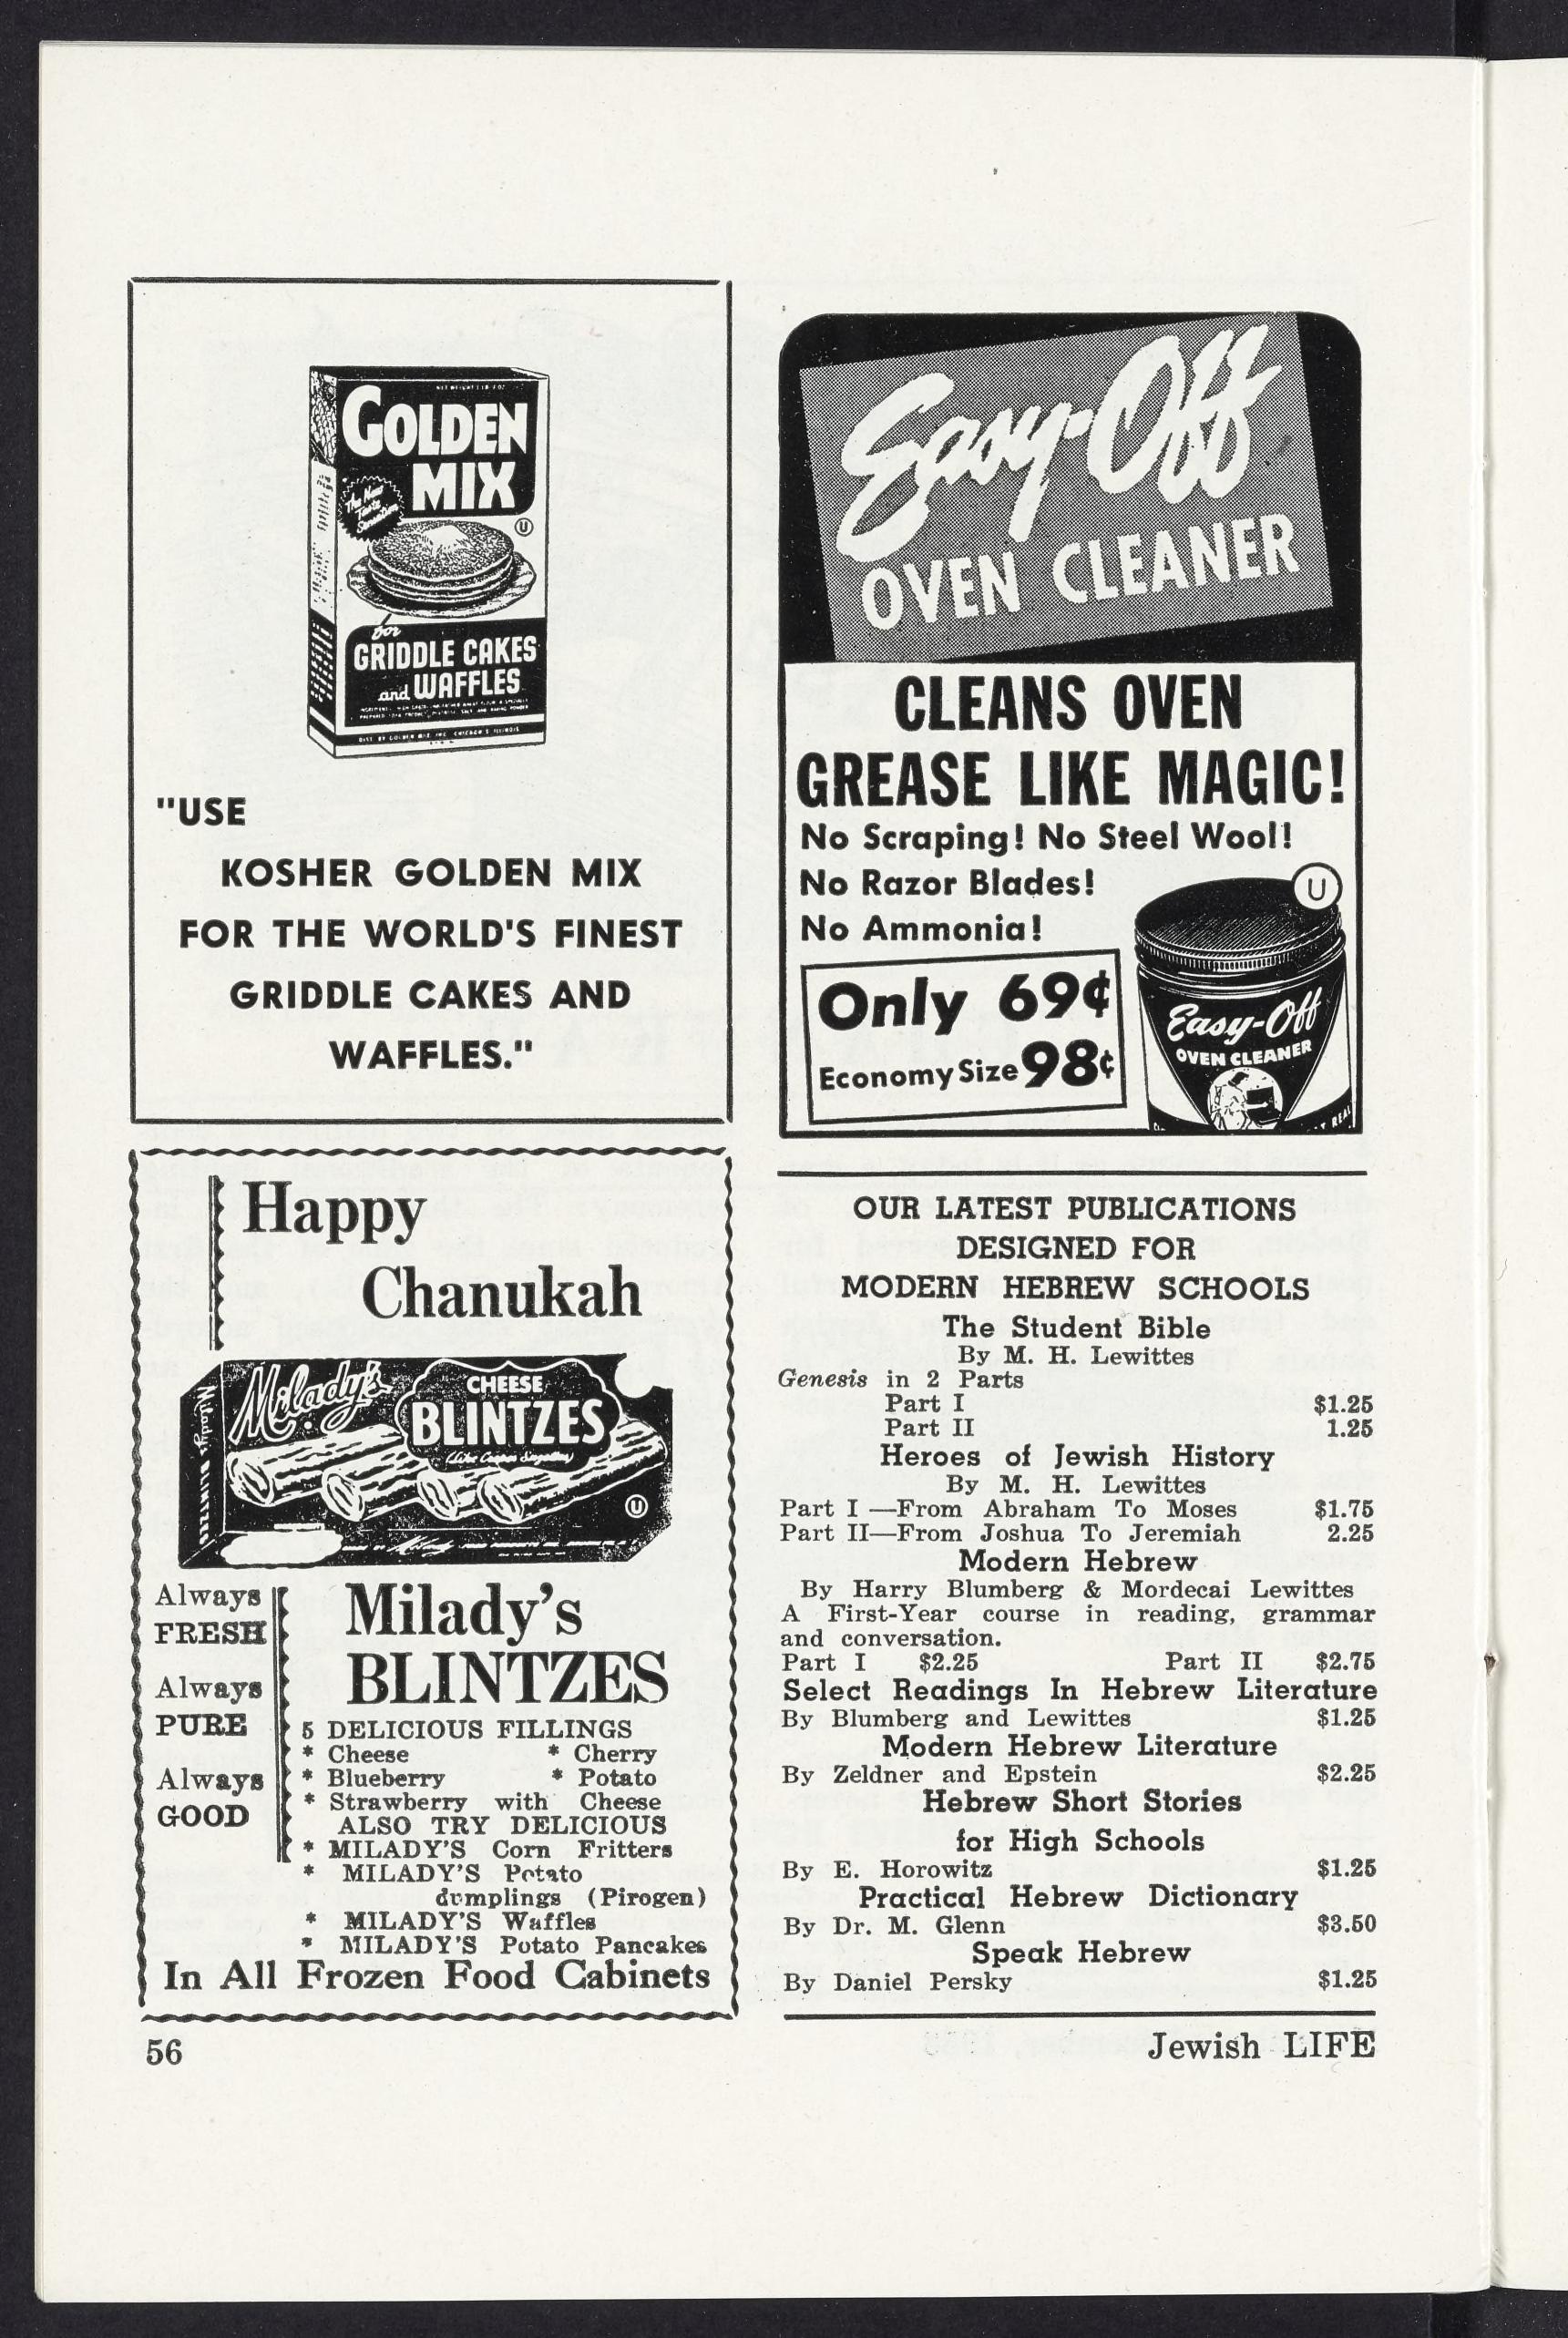 GOLDEN
MIX
The New
Taste
Sensation
U
for
GRIDDLE CAKES
and WAFFLES
"USE
KOSHER GOLDEN MIX
FOR THE WORLD'S FINEST
GRIDDLE CAKES AND
WAFFLES."
Easy-Off
OVEN CLEANER
CLEANS OVEN
GREASE LIKE MAGIC!
No Scraping! No Steel Wool!
No Razor Blades!
No Ammonia!
U
Only 69¢
Economy Size 98¢
Easy-Off
OVEN CLEANER
Happy
Chanukah
Milady's
CHEESE
BLINTZES
Milady's BLINTZES
U
Always
FRESH
Always
PURE
Always
GOOD
Milady's
BLINTZES
5 DELICIOUS FILLINGS
* Cheese * Cherry
* Blueberry * Potato
* Strawberry with Cheese
ALSO TRY DELICIOUS
* MILADY'S Corn Fritters
* MILADY'S Potato
dumplings (Pirogen)
* MILADY'S Waffles
* MILADY'S Potato Pancakes
In All Frozen Food Cabinets
OUR LATEST PUBLICATIONS
DESIGNED FOR
MODERN HEBREW SCHOOLS
The Student Bible
By M. H. Lewittes
Genesis in 2 Parts
Part I $1.25
Part II 1.25
Heroes of Jewish History
By M. H. Lewittes
Part I —From Abraham To Moses $1.75
Part II—From Joshua To Jeremiah 2.25
Modern Hebrew
By Harry Blumberg & Mordecai Lewittes
A First-Year course in reading, grammar
and conversation.
Part I $2.25 Part II $2.75
Select Readings In Hebrew Literature
By Blumberg and Lewittes $1.25
Modern Hebrew Literature
By Zeldner and Epstein $2.25
Hebrew Short Stories
for High Schools
By E. Horowitz $1.25
Practical Hebrew Dictionary
By Dr. M. Glenn $3.50
Speak Hebrew
By Daniel Persky $1.25
56
Jewish LIFE